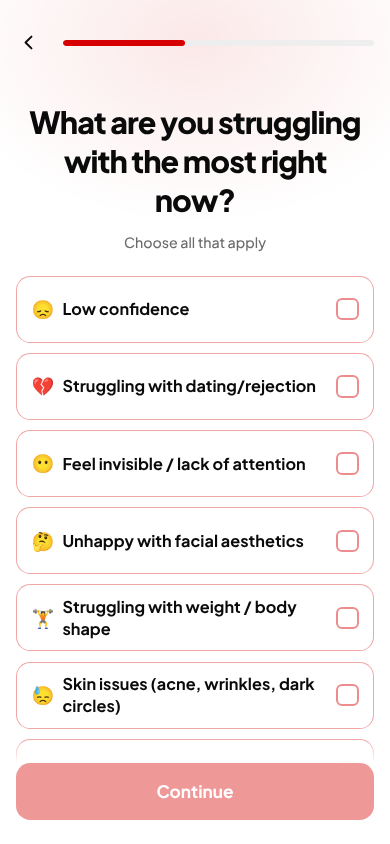 What are you struggling
with the most right
now?
Choose all that apply
Low confidence
Struggling with dating/rejection
Feel invisible / lack of attention
Unhappy with facial aesthetics
Struggling with weight / body
shape
Skin issues (acne, wrinkles, dark
circles)
Continue